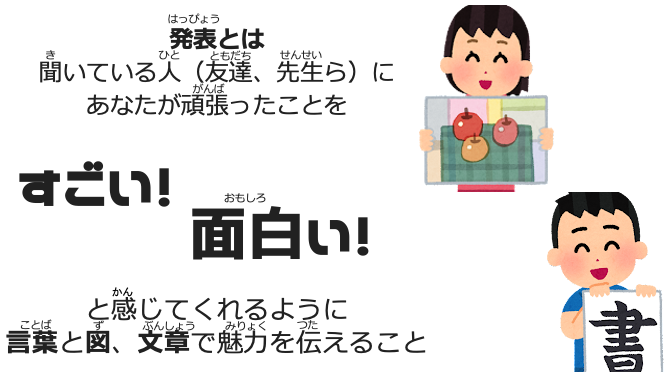 はっぴょう
発表とは
き ひと ともだち せんせい
聞いている人（友達、先生ら）に
がんば
あなたが頑張ったことを
すごい!
おもしろ
面白い!
かん
と感じてくれるように
ことば ず ぶんしょう みりょく つた
言葉と図、文章で魅力を伝えること
書